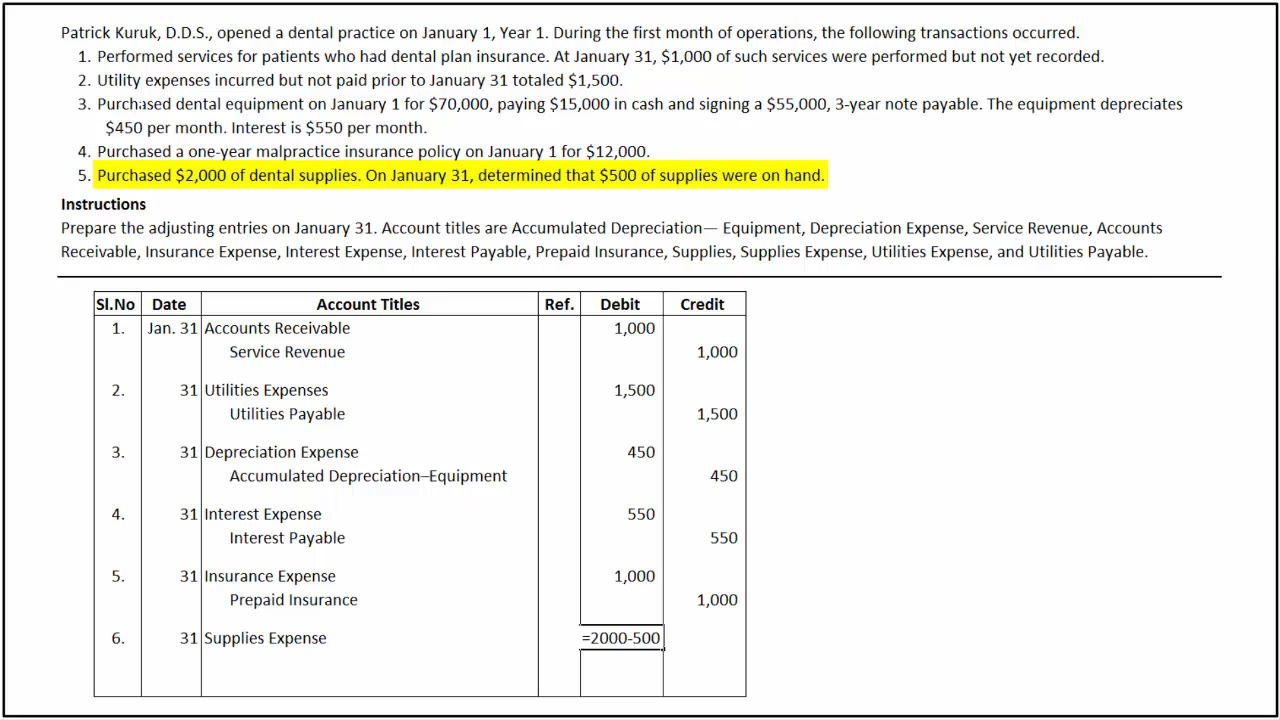 Patrick Kuruk, D.D.S., opened a dental practice on January 1, Year 1. During the first month of operations, the following transactions occurred.
1. Performed services for patients who had dental plan insurance. At January 31, $1,000 of such services were performed but not yet recorded.
2. Utility expenses incurred but not paid prior to January 31 totaled $1,500.
3. Purchased dental equipment on January 1 for $70,000, paying $15,000 in cash and signing a $55,000, 3-year note payable. The equipment depreciates
$450 per month. Interest is $550 per month.
4. Purchased a one-year malpractice insurance policy on January 1 for $12,000.
5. Purchased $2,000 of dental supplies. On January 31, determined that $500 of supplies were on hand.
Instructions
Prepare the adjusting entries on January 31. Account titles are Accumulated Depreciation— Equipment, Depreciation Expense, Service Revenue, Accounts
Receivable, Insurance Expense, Interest Expense, Interest Payable, Prepaid Insurance, Supplies, Supplies Expense, Utilities Expense, and Utilities Payable.
Sl.No Date Account Titles Ref. Debit Credit
1. Jan. 31 Accounts Receivable 1,000
Service Revenue 1,000
2. 31 Utilities Expenses 1,500
Utilities Payable 1,500
3. 31 Depreciation Expense 450
Accumulated Depreciation–Equipment 450
4. 31 Interest Expense 550
Interest Payable 550
5. 31 Insurance Expense 1,000
Prepaid Insurance 1,000
6. 31 Supplies Expense =2000-500